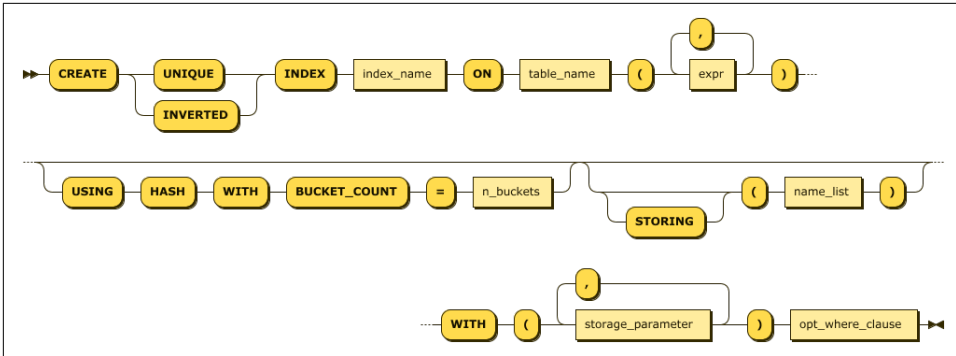 ,
CREATE UNIQUE INDEX index_name ON table_name ( expr )
INVERTED
USING HASH WITH BUCKET_COUNT = n_buckets ( name_list )
STORING
,
WITH ( storage_parameter ) opt_where_clause